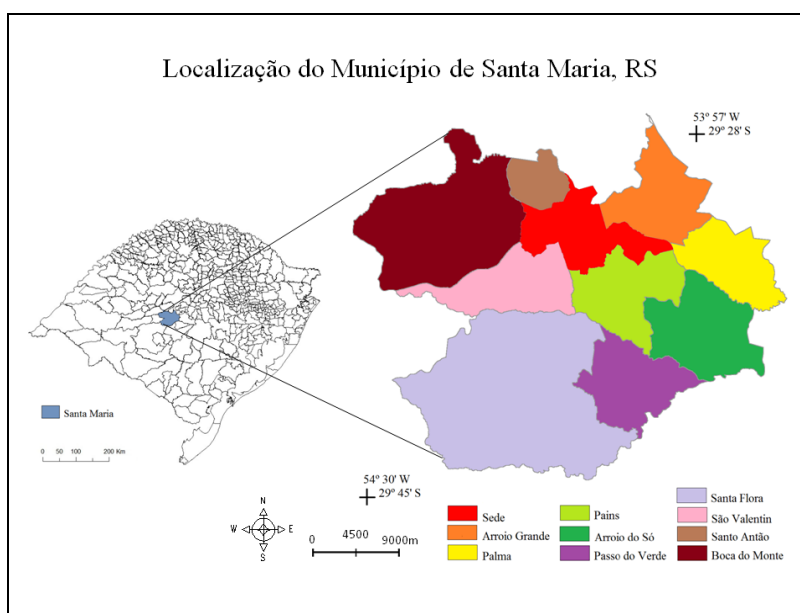 Localização do Município de Santa Maria, RS
53º 57' W
29º 28' S
Santa Maria
0 50 100 200 Km
54º 30' W
29º 45' S
N
W E
S
0 4500 9000m
Sede
Arroio Grande
Palma
Pains
Arroio do Só
Passo do Verde
Santa Flora
São Valentin
Santo Antão
Boca do Monte